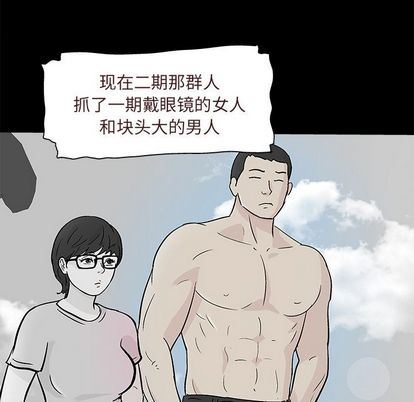 现在二期那群人
抓了一期戴眼镜的女人
和块头大的男人